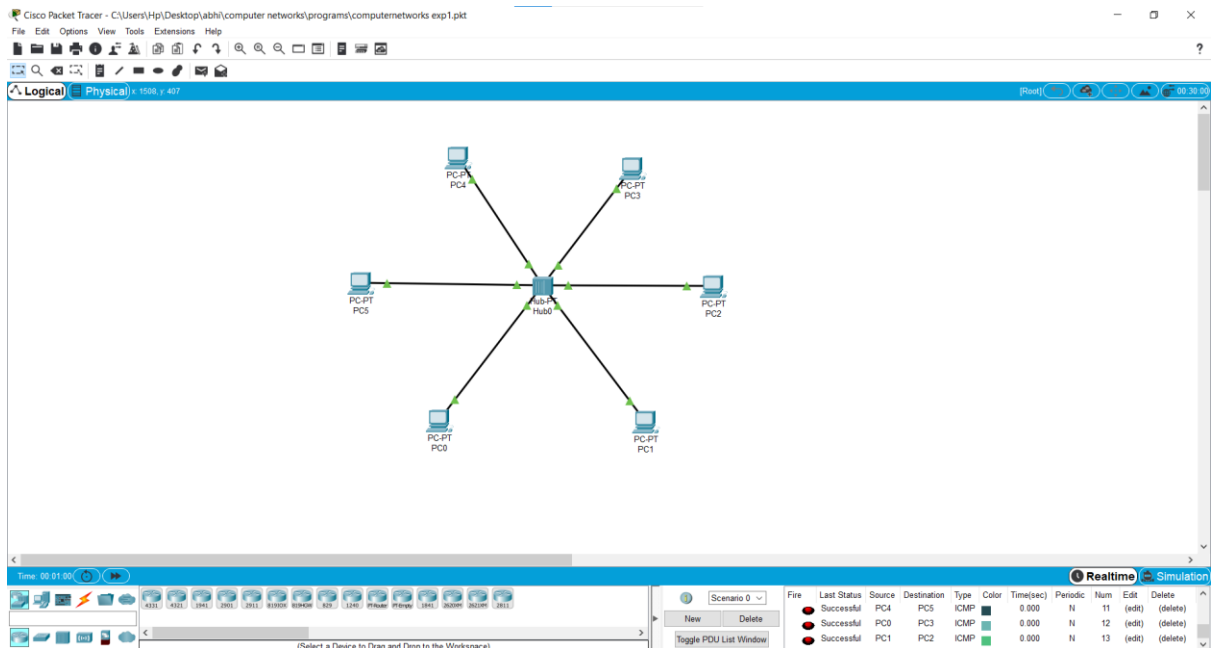 Cisco Packet Tracer - C:\Users\Hp\Desktop\abhi\computer networks\programs\computernetworks exp1.pkt
File Edit Options View Tools Extensions Help
?
Logical Physical x: 1508, y: 407 [Root] 00:30:00
PC-PT
PC4
PC-PT
PC3
PC-PT
PC5
Hub-PT
Hub0
PC-PT
PC2
PC-PT
PC0
PC-PT
PC1
Time: 00:01:00 Realtime Simulation
4331 4321 1941 2901 2911 819IOX 819HGW 829 1240 PT-Router PT-Empty 1841 2620XM 2621XM 2811
(Select a Device to Drag and Drop to the Workspace)
Scenario 0
New Delete
Toggle PDU List Window
Fire Last Status Source Destination Type Color Time(sec) Periodic Num Edit Delete
Successful PC4 PC5 ICMP 0.000 N 11 (edit) (delete)
Successful PC0 PC3 ICMP 0.000 N 12 (edit) (delete)
Successful PC1 PC2 ICMP 0.000 N 13 (edit) (delete)